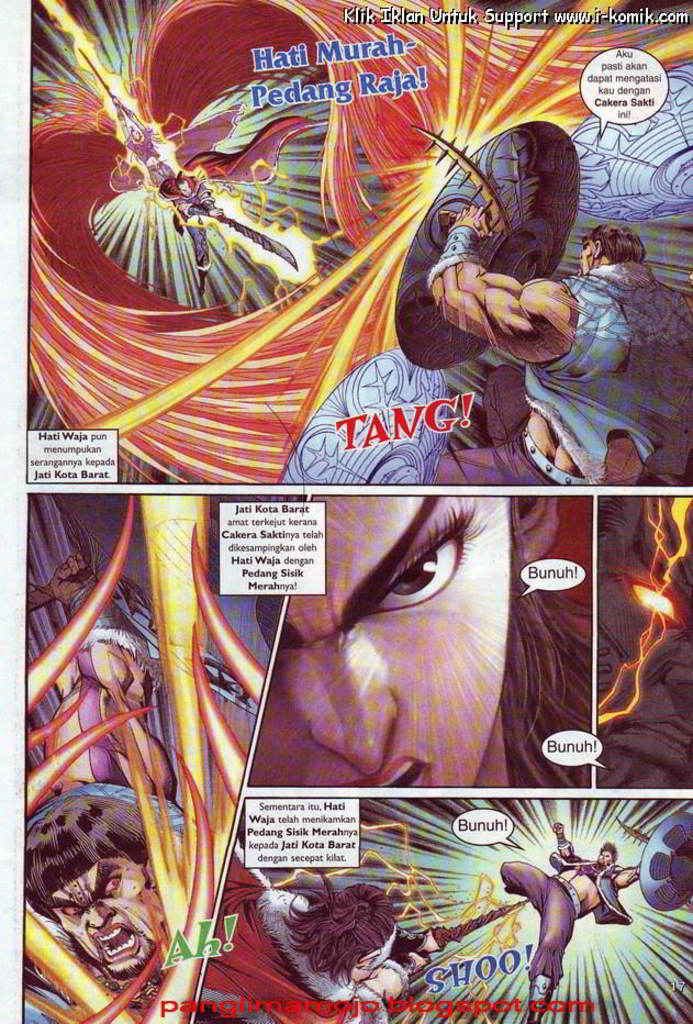 Klik Iklan Untuk Support www.i-komik.com
Hati Murah-
Pedang Raja!
Aku
pasti akan
dapat mengatasi
kau dengan
Cakera Sakti
ini!
TANG!
Hati Waja pun
menumpukan
serangannya kepada
Jati Kota Barat.
Jati Kota Barat
amat terkejut kerana
Cakera Saktinya telah
dikesampingkan oleh
Hati Waja dengan
Pedang Sisik
Merahnya!
Bunuh!
Bunuh!
Ah!
Sementara itu, Hati
Waja telah menikamkan
Pedang Sisik Merahnya
kepada Jati Kota Barat
dengan secepat kilat.
Bunuh!
SHOO!
17
panglimamojo.blogspot.com